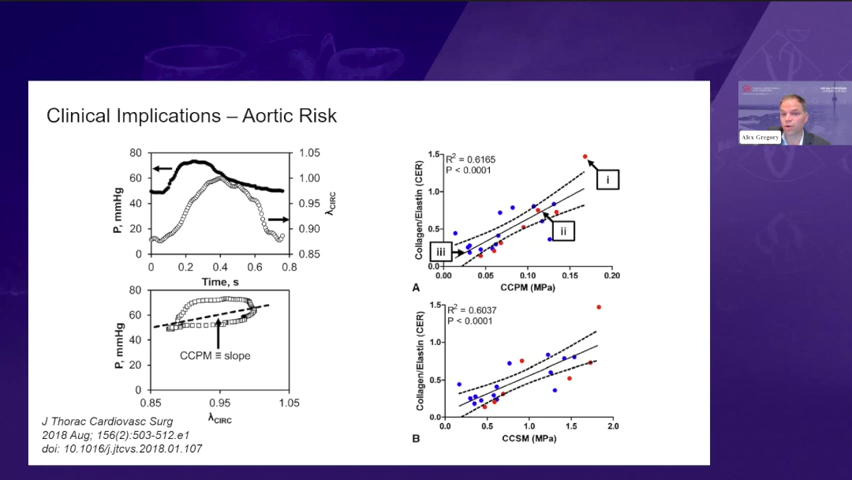 Clinical Implications – Aortic Risk
80
60
40
20
0
P, mmHg
1.05
1.00
0.95
0.90
0.85
λCIRC
0 0.2 0.4 0.6 0.8
Time, s
80
60
40
20
0
P, mmHg
CCPM ≡ slope
0.85 0.95 1.05
λCIRC
J Thorac Cardiovasc Surg
2018 Aug; 156(2):503-512.e1
doi: 10.1016/j.jtcvs.2018.01.107
R² = 0.6165
P < 0.0001
1.5
1.0
0.5
0.0
Collagen/Elastin (CER)
i
ii
iii
0.00 0.05 0.10 0.15 0.20
CCPM (MPa)
A
R² = 0.6037
P < 0.0001
1.5
1.0
0.5
0.0
Collagen/Elastin (CER)
0.0 0.5 1.0 1.5 2.0
CCSM (MPa)
B
Alex Gregory